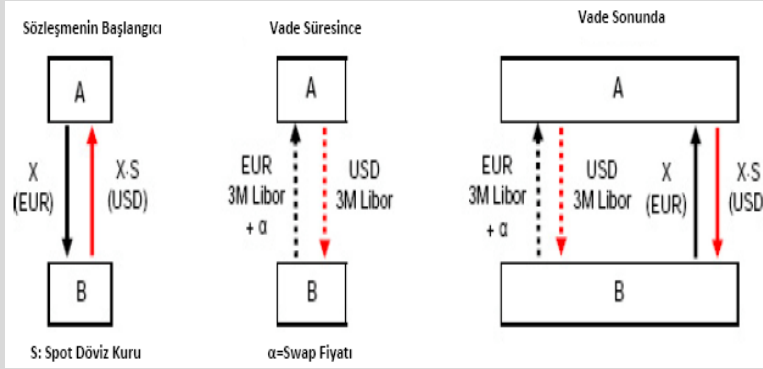 Sözleşmenin Başlangıcı
A
X
(EUR)
X·S
(USD)
B
S: Spot Döviz Kuru
Vade Süresince
A
EUR
3M Libor
+ α
USD
3M Libor
B
α=Swap Fiyatı
Vade Sonunda
A
EUR
3M Libor
+ α
USD
3M Libor
X
(EUR)
X·S
(USD)
B